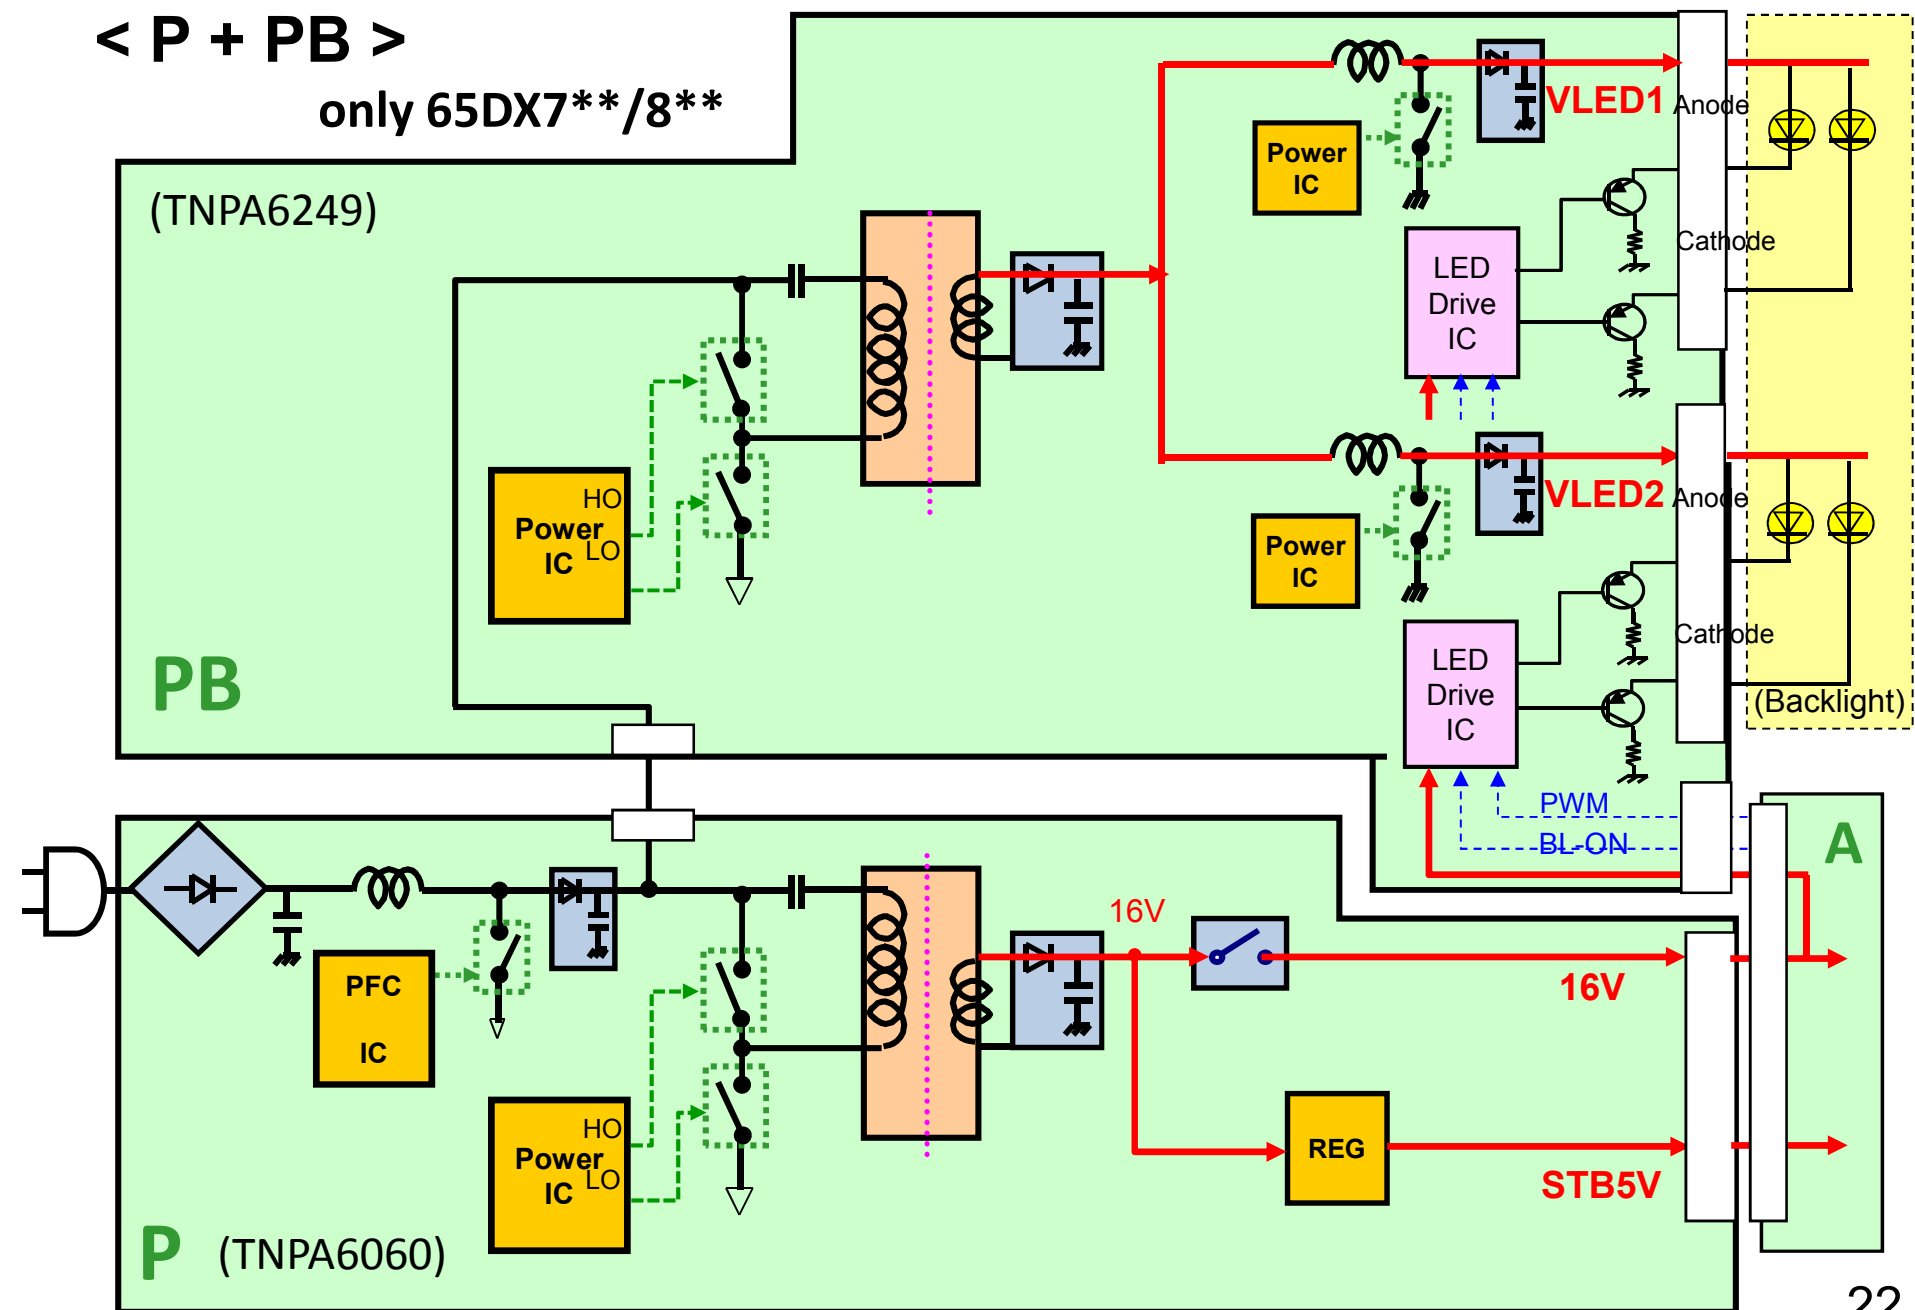 < P + PB >
only 65DX7**/8**
(TNPA6249)
Power
IC
VLED1
Anode
LED
Drive
IC
Cathode
HO
Power
LO
IC
VLED2
Anode
Power
IC
LED
Drive
IC
Cathode
(Backlight)
PB
PWM
BL-ON
A
16V
16V
PFC
IC
HO
Power
LO
IC
REG
STB5V
P
(TNPA6060)
22